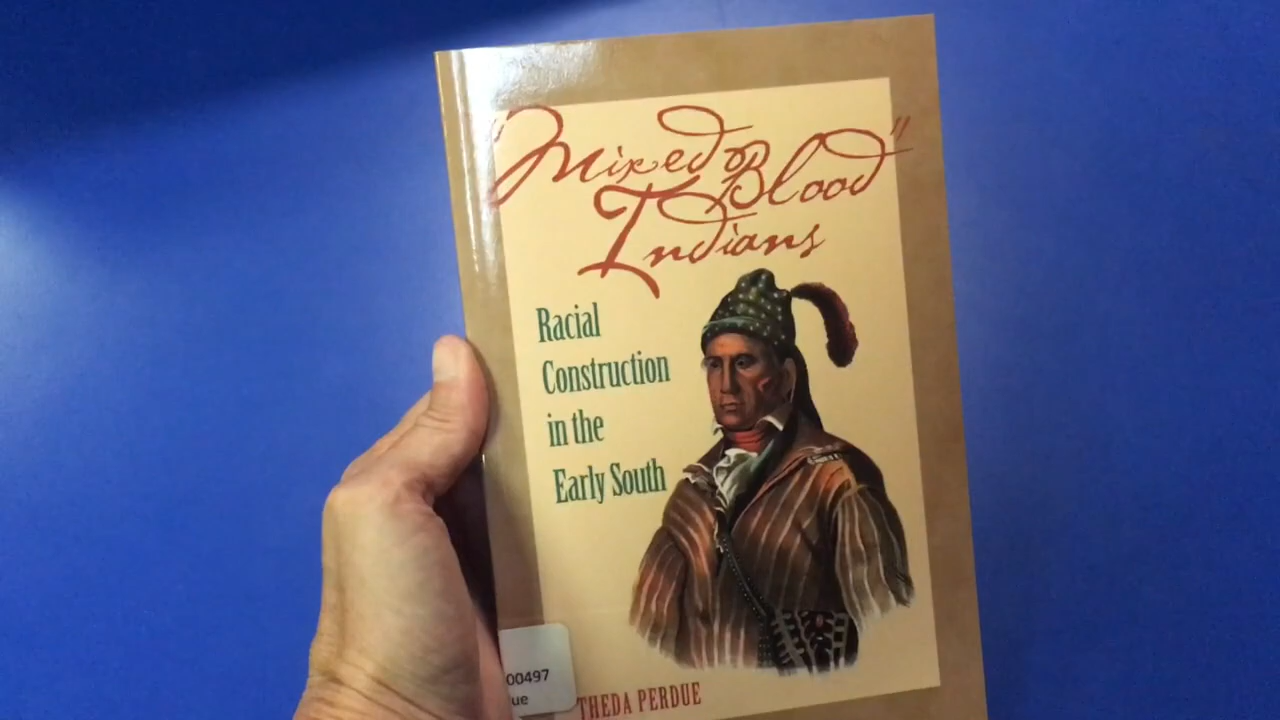 "Mixed Blood"
Indians
Racial
Construction
in the
Early South
00497
ue
THEDA PERDUE